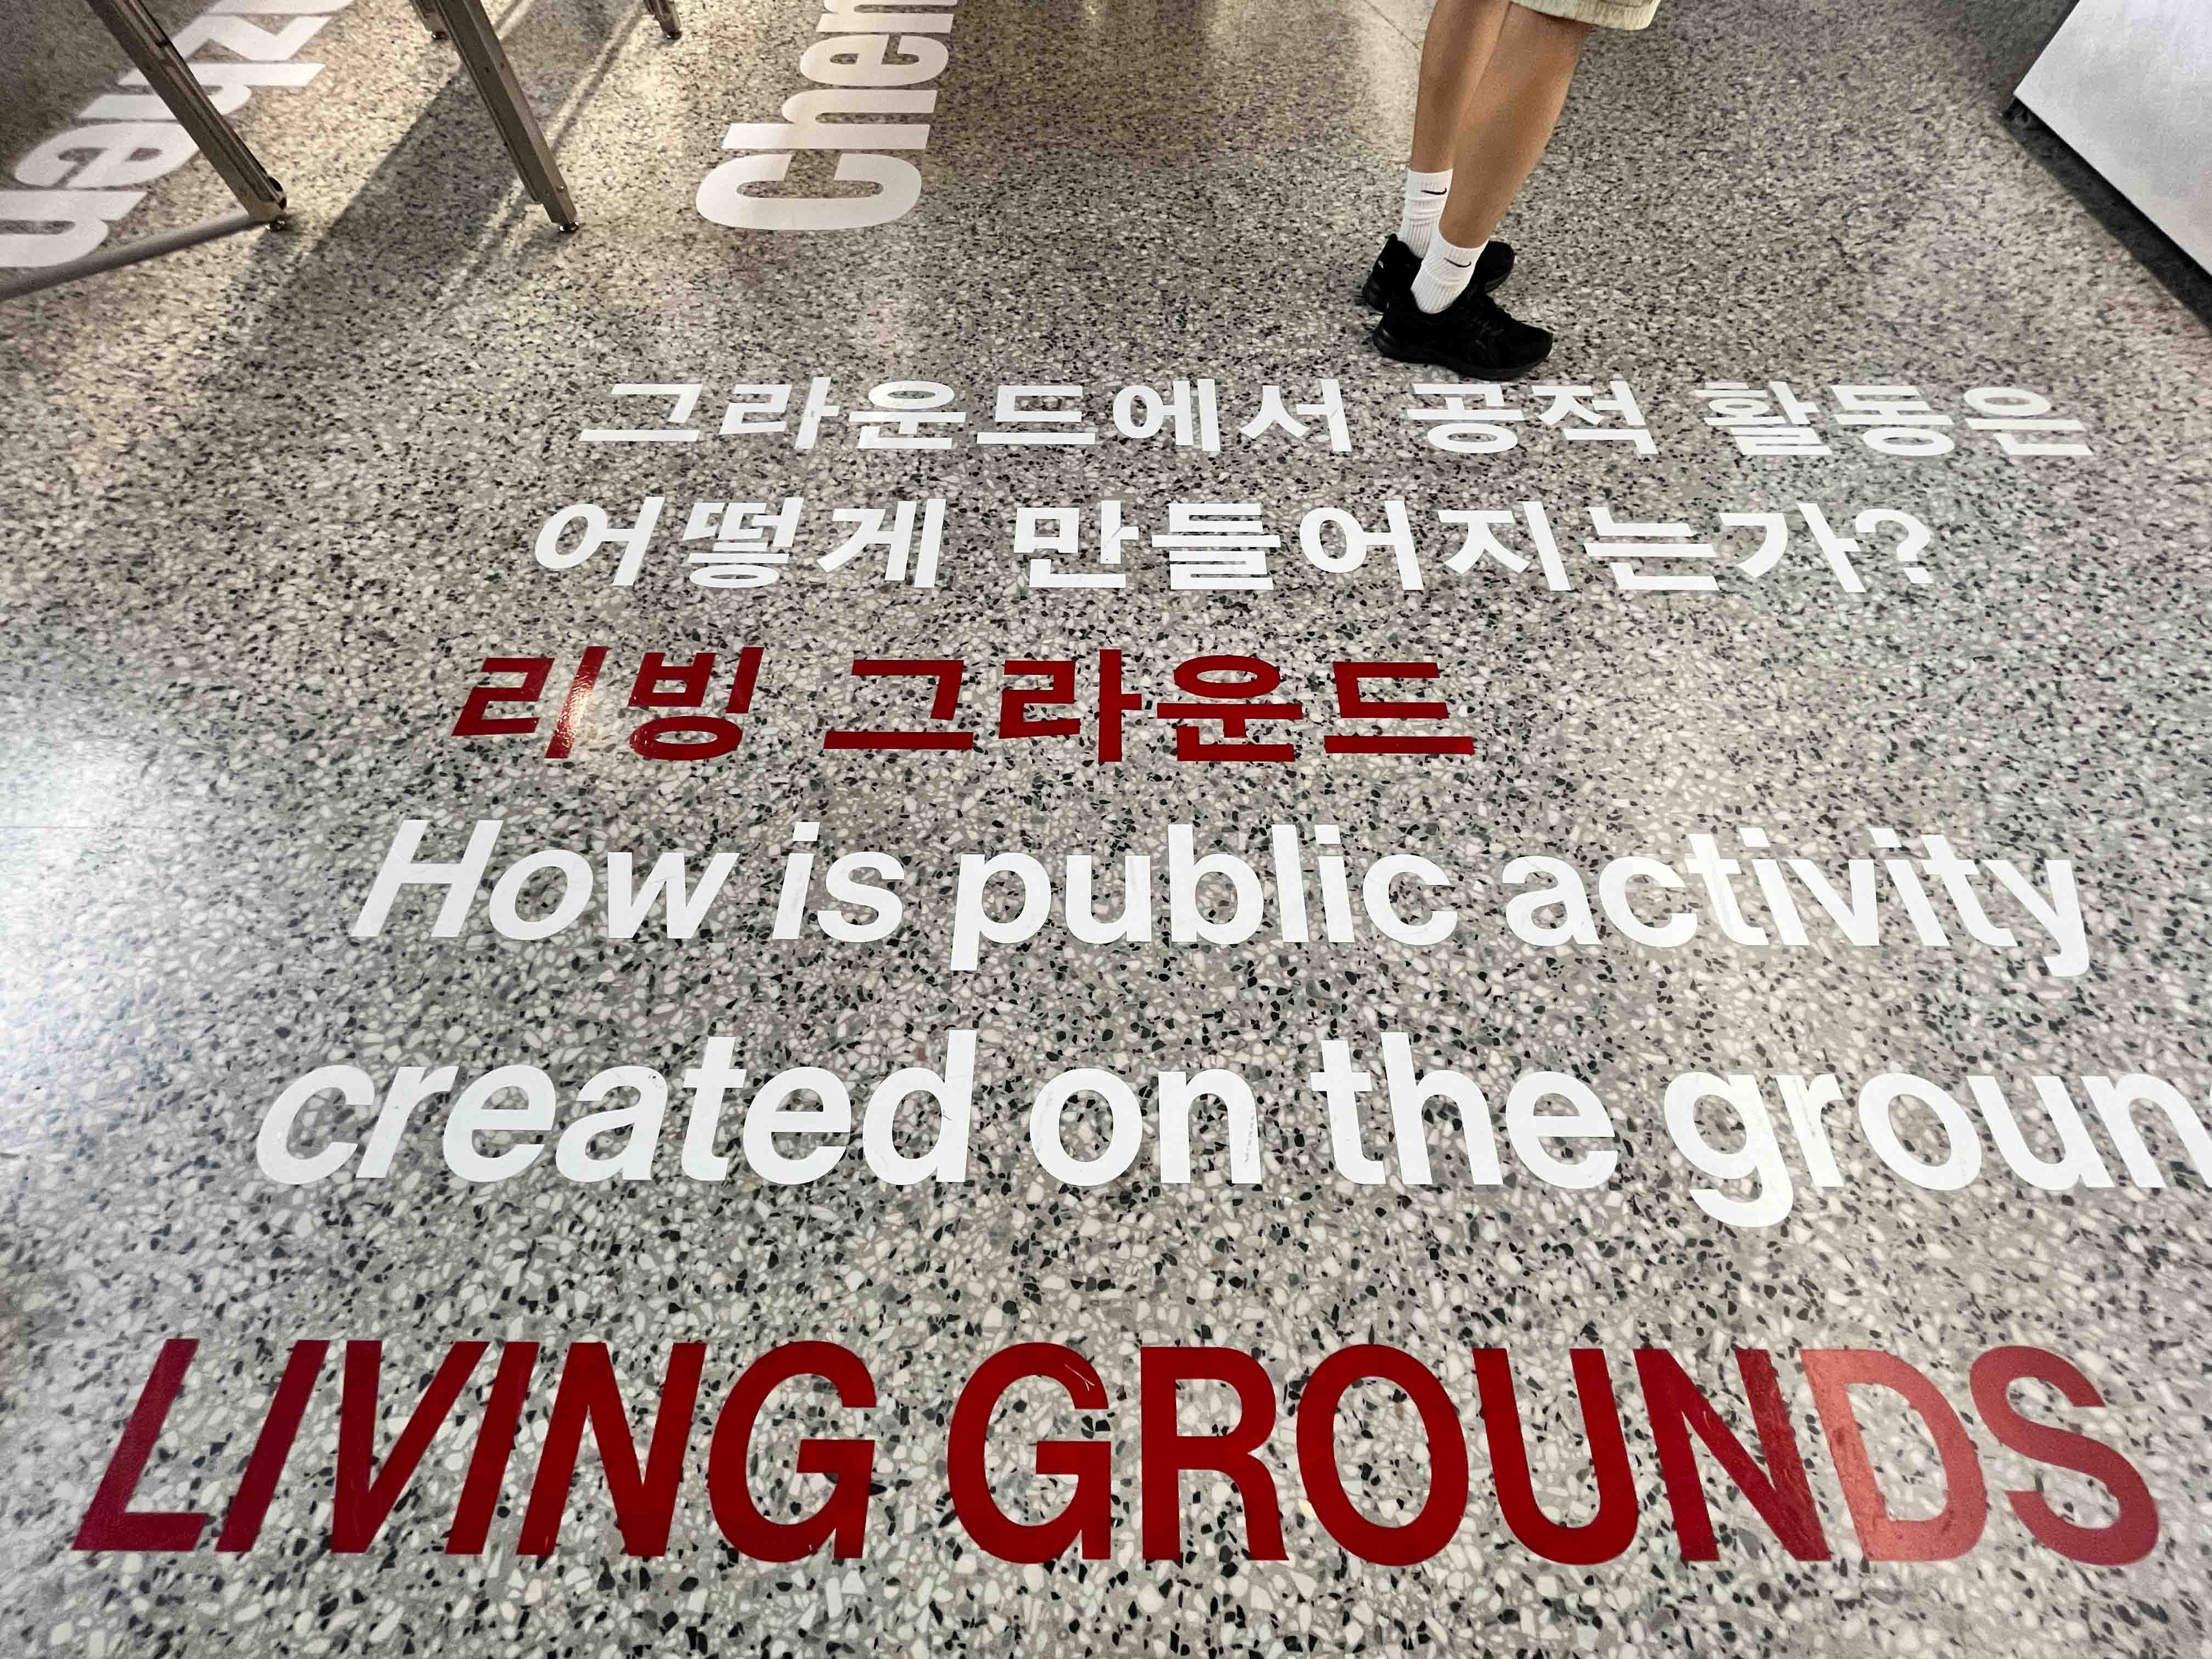 그라운드에서 공적 활동은
어떻게 만들어지는가?
리빙 그라운드
How is public activity
created on the groun
LIVING GROUNDS
Chen